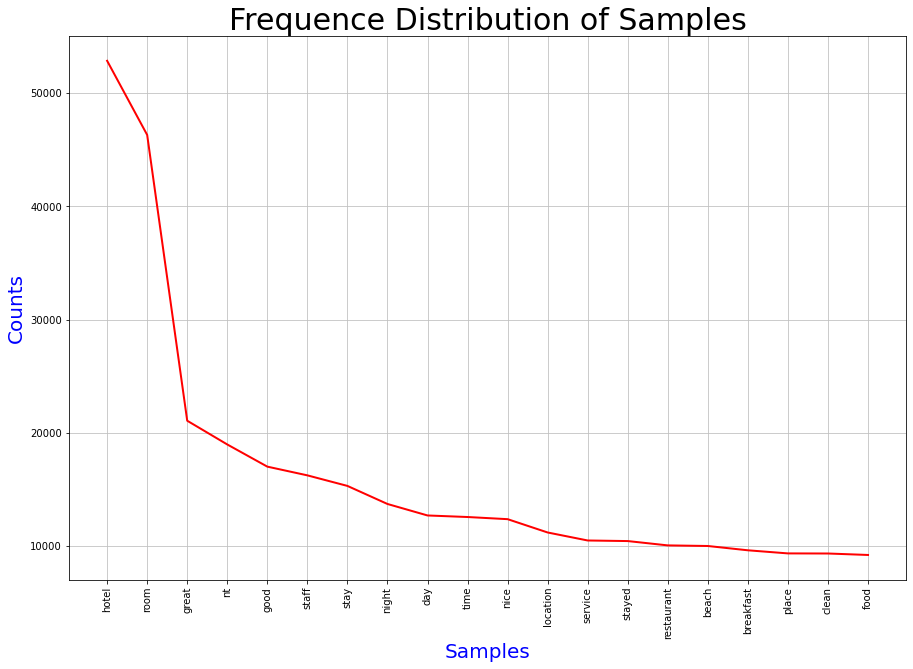 Frequence Distribution of Samples
50000
40000
30000
20000
10000
Counts
hotel
room
great
nt
good
staff
stay
night
day
time
nice
location
service
stayed
restaurant
beach
breakfast
place
clean
food
Samples